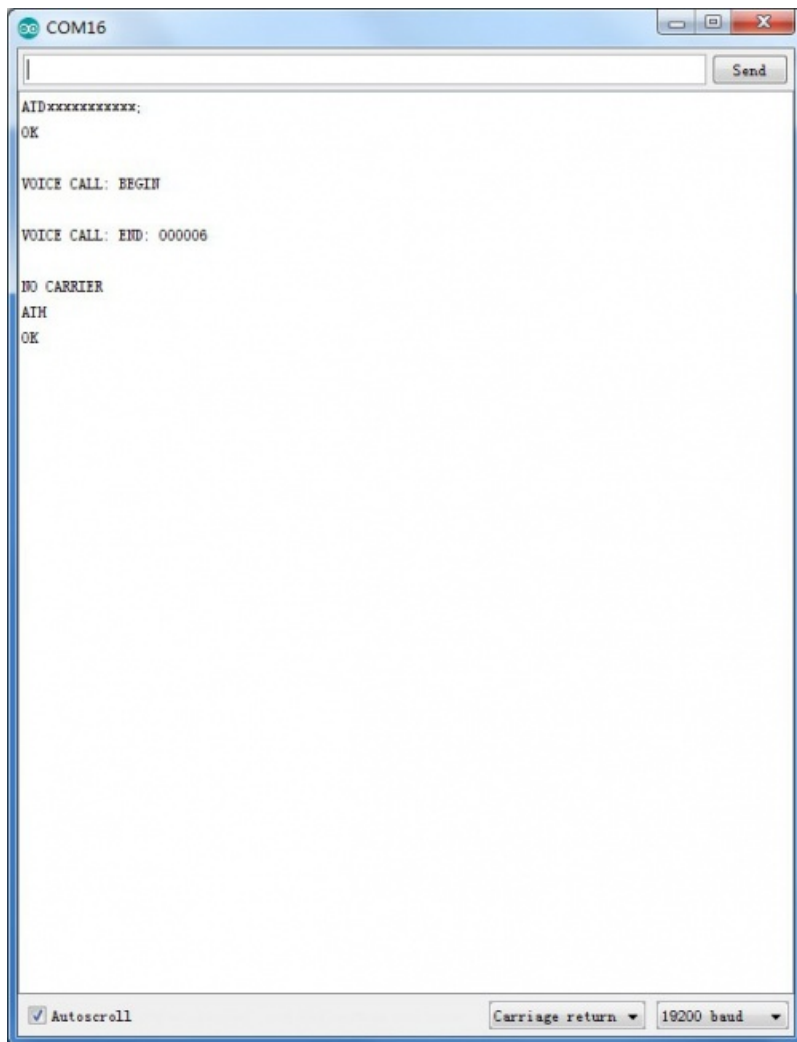 COM16
Send
ATDxxxxxxxxxxx;
OK
VOICE CALL: BEGIN
VOICE CALL: END: 000006
NO CARRIER
ATH
OK
Autoscroll
Carriage return
19200 baud